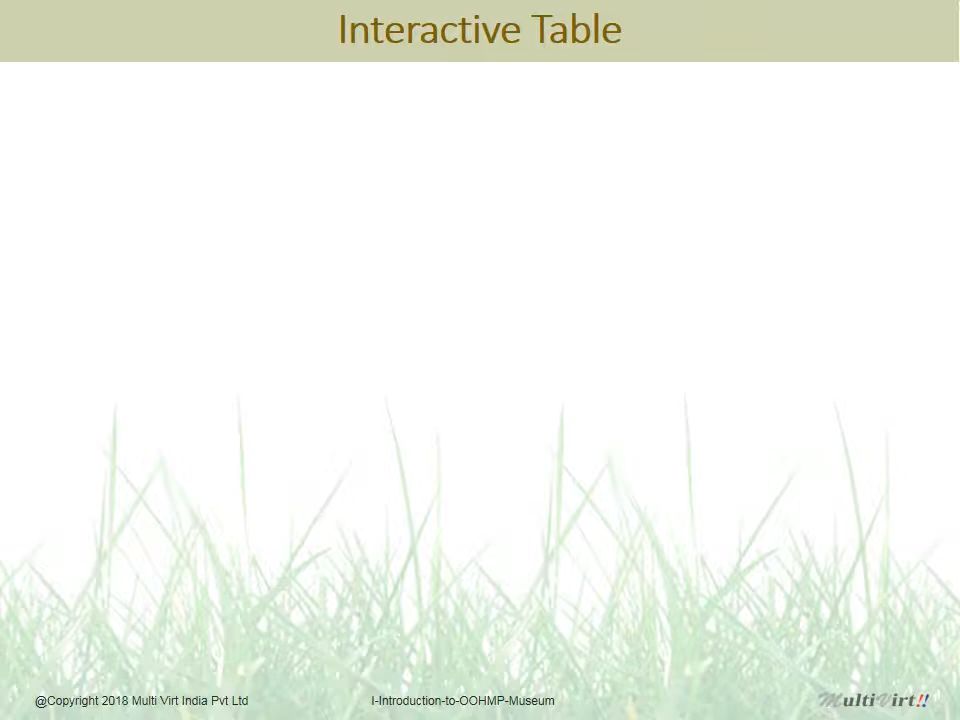 Interactive Table
@Copyright 2018 Multi Virt India Pvt Ltd
I-Introduction-to-OOHMP-Museum
MultiVirt!!